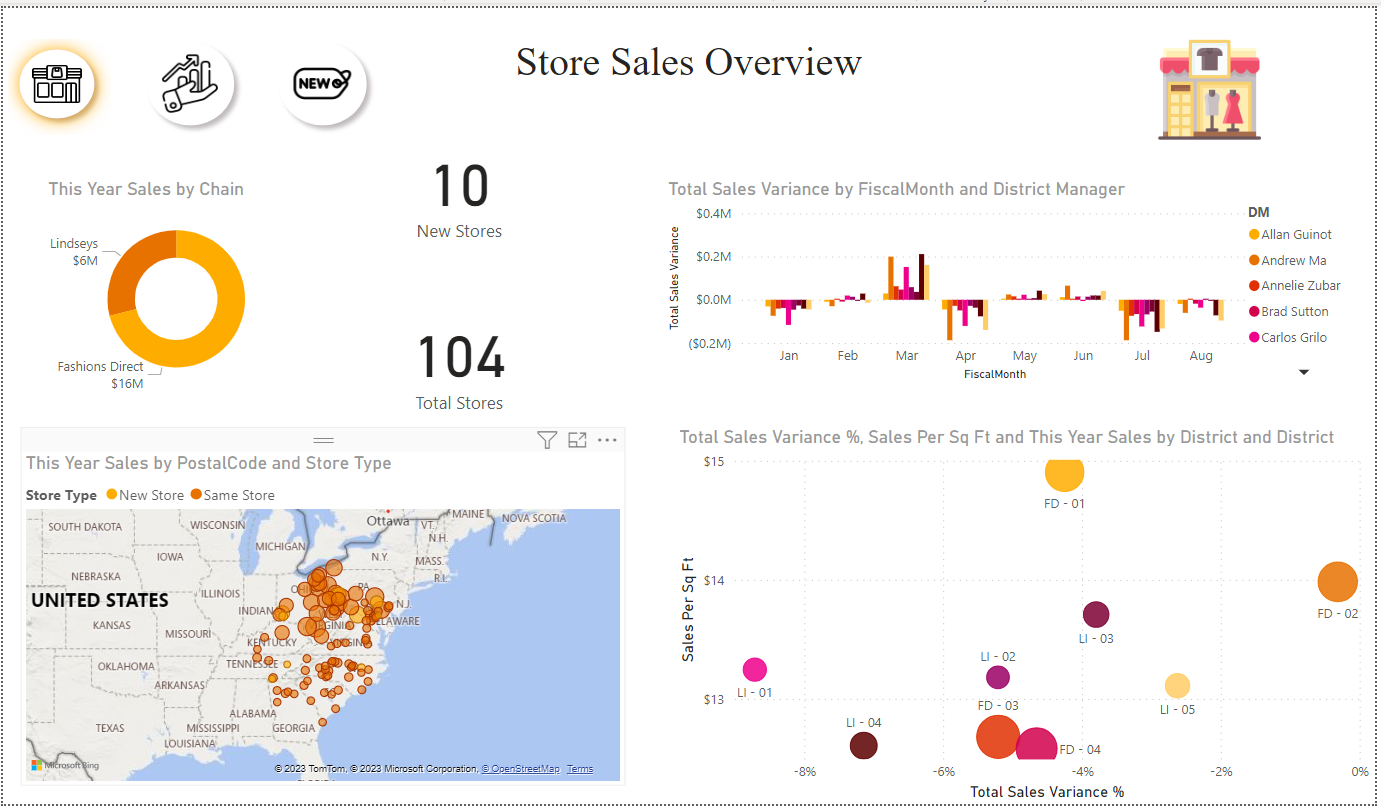 Store Sales Overview
NEW
This Year Sales by Chain
Lindseys
$6M
Fashions Direct
$16M
10
New Stores
104
Total Stores
Total Sales Variance by FiscalMonth and District Manager
Total Sales Variance
$0.4M
$0.2M
$0.0M
($0.2M)
Jan Feb Mar Apr May Jun Jul Aug
FiscalMonth
DM
Allan Guinot
Andrew Ma
Annelie Zubar
Brad Sutton
Carlos Grilo
This Year Sales by PostalCode and Store Type
Store Type New Store Same Store
Ottawa
MAINE
NOVA SCOTIA
SOUTH DAKOTA
WISCONSIN
VT.
N.H.
MICHIGAN
N.Y.
MASS.
IOWA
R.I.
NEBRASKA
PA
ILLINOIS
UNITED STATES
INDIAN
N.J.
DELAWARE
KANSAS
MISSOURI
KENTUCKY
OKLAHOMA
TENNESSEE
ARKANSAS
ALABAMA
TEXAS
MISSISSIPPI
GEORGIA
LOUISIANA
Microsoft Bing
© 2023 TomTom, © 2023 Microsoft Corporation, © OpenStreetMap Terms
Total Sales Variance %, Sales Per Sq Ft and This Year Sales by District and District
Sales Per Sq Ft
$15
$14
$13
FD - 01
FD - 02
LI - 03
LI - 02
LI - 01
FD - 03
LI - 05
LI - 04
FD - 04
-8% -6% -4% -2% 0%
Total Sales Variance %